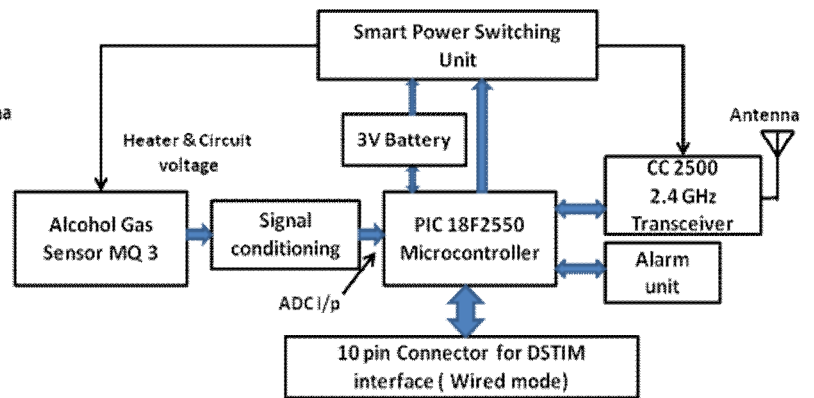 Smart Power Switching
Unit
na
Antenna
Heater & Circuit
voltage
3V Battery
CC 2500
2.4 GHz
Transceiver
Alcohol Gas
Sensor MQ 3
Signal
conditioning
PIC 18F2550
Microcontroller
Alarm
unit
ADC I/p
10 pin Connector for DSTIM
interface ( Wired mode)